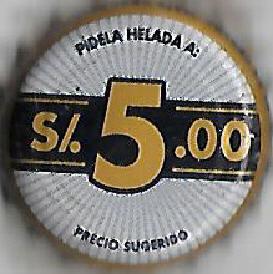 PÍDELA HELADA A:
S/. 5.00
PRECIO SUGERIDO